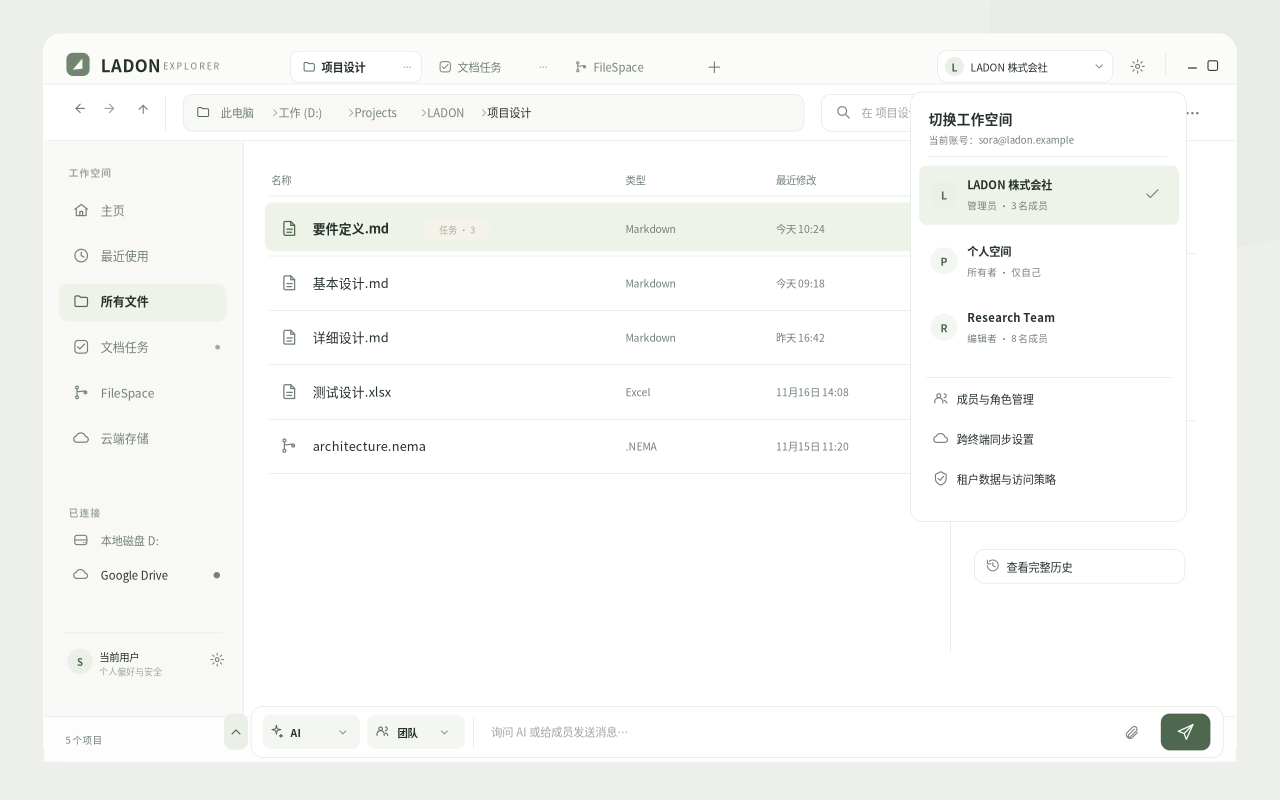 LADON EXPLORER
项目设计 ···
文档任务 ···
FileSpace
L LADON 株式会社
此电脑 >工作 (D:) >Projects >LADON >项目设计
在 项目设
···
切换工作空间
当前账号：sora@ladon.example
L LADON 株式会社
管理员 · 3 名成员
P 个人空间
所有者 · 仅自己
R Research Team
编辑者 · 8 名成员
成员与角色管理
跨终端同步设置
租户数据与访问策略
工作空间
主页
最近使用
所有文件
文档任务
FileSpace
云端存储
已连接
本地磁盘 D:
Google Drive
S 当前用户
个人偏好与安全
5 个项目
名称 类型 最近修改
要件定义.md 任务 · 3 Markdown 今天 10:24
基本设计.md Markdown 今天 09:18
详细设计.md Markdown 昨天 16:42
测试设计.xlsx Excel 11月16日 14:08
architecture.nema .NEMA 11月15日 11:20
查看完整历史
AI
团队
询问 AI 或给成员发送消息…